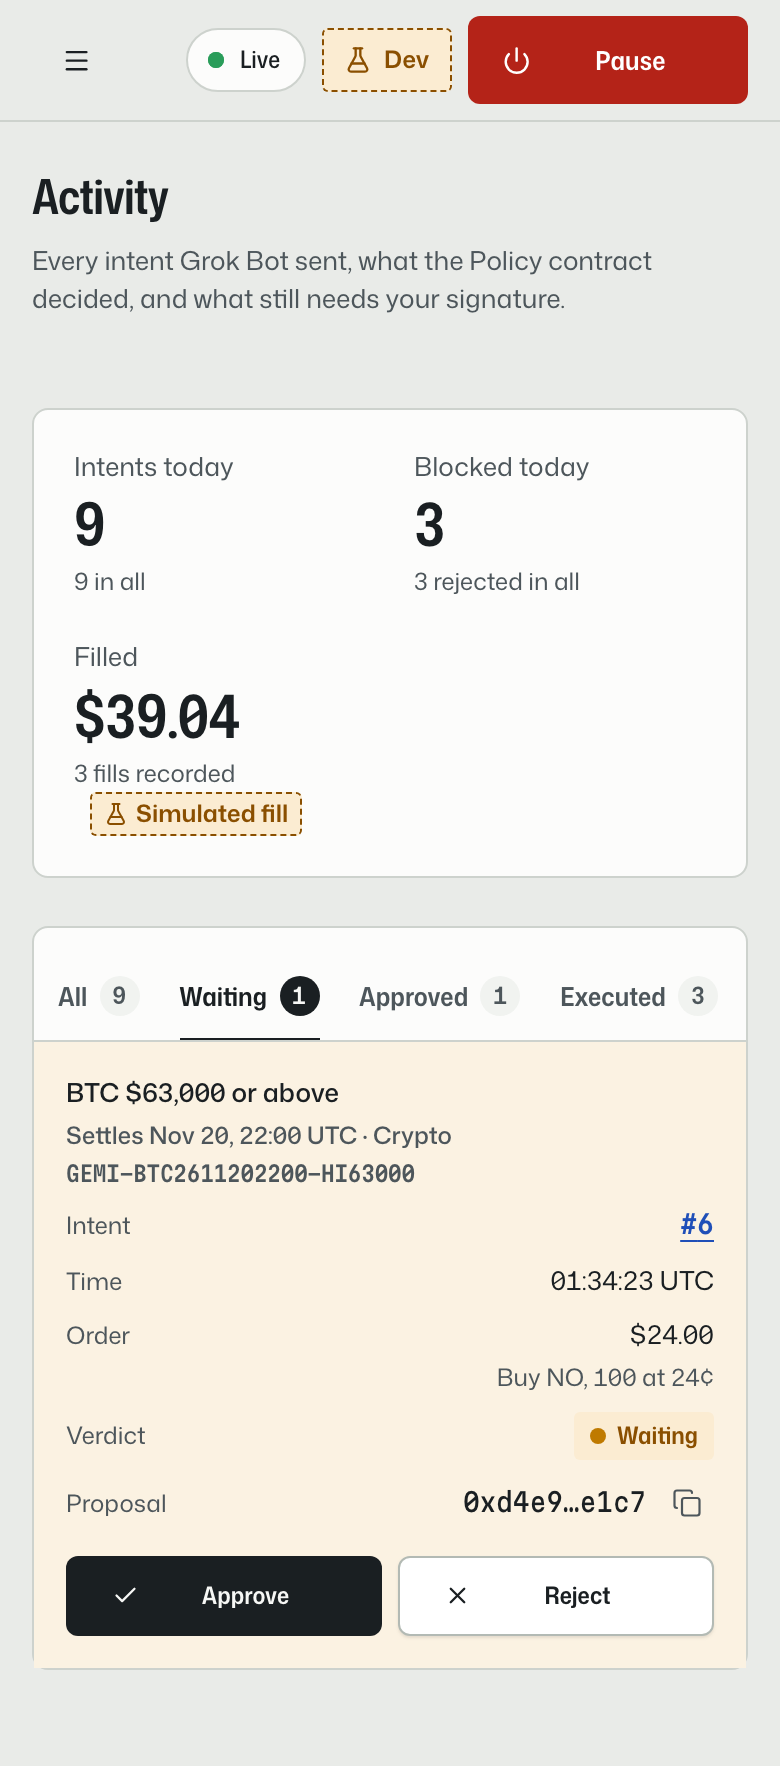 Live
Dev
Pause
Activity
Every intent Grok Bot sent, what the Policy contract
decided, and what still needs your signature.
Intents today
Blocked today
9
3
9 in all
3 rejected in all
Filled
$39.04
3 fills recorded
Simulated fill
All 9 Waiting 1 Approved 1 Executed 3
BTC $63,000 or above
Settles Nov 20, 22:00 UTC · Crypto
GEMI-BTC2611202200-HI63000
Intent #6
Time 01:34:23 UTC
Order $24.00
Buy NO, 100 at 24¢
Verdict Waiting
Proposal 0xd4e9…e1c7
Approve
Reject